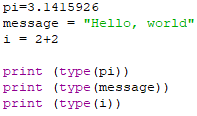 pi=3.1415926
message = "Hello, world"
i = 2+2
print (type(pi))
print (type(message))
print (type(i))